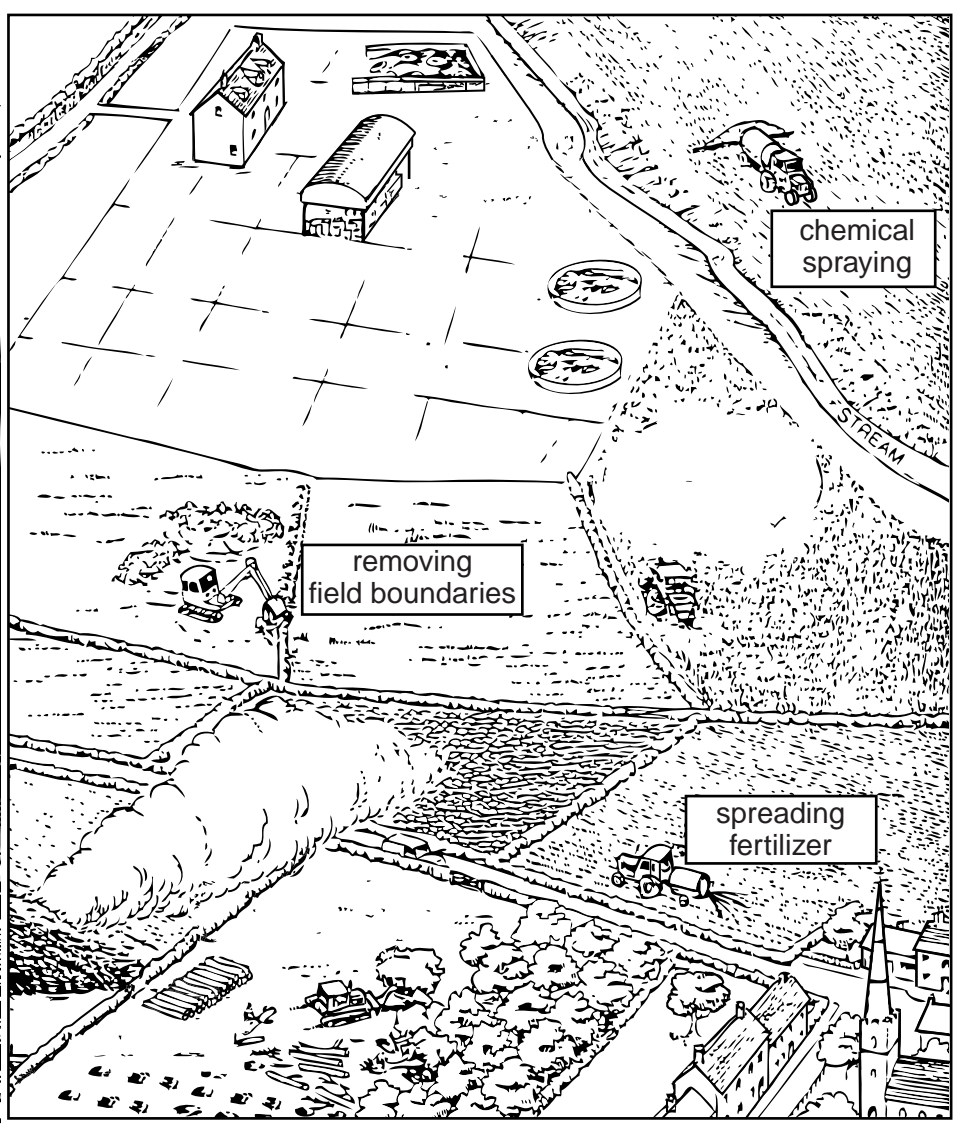 chemical
spraying
STREAM
removing
field boundaries
spreading
fertilizer